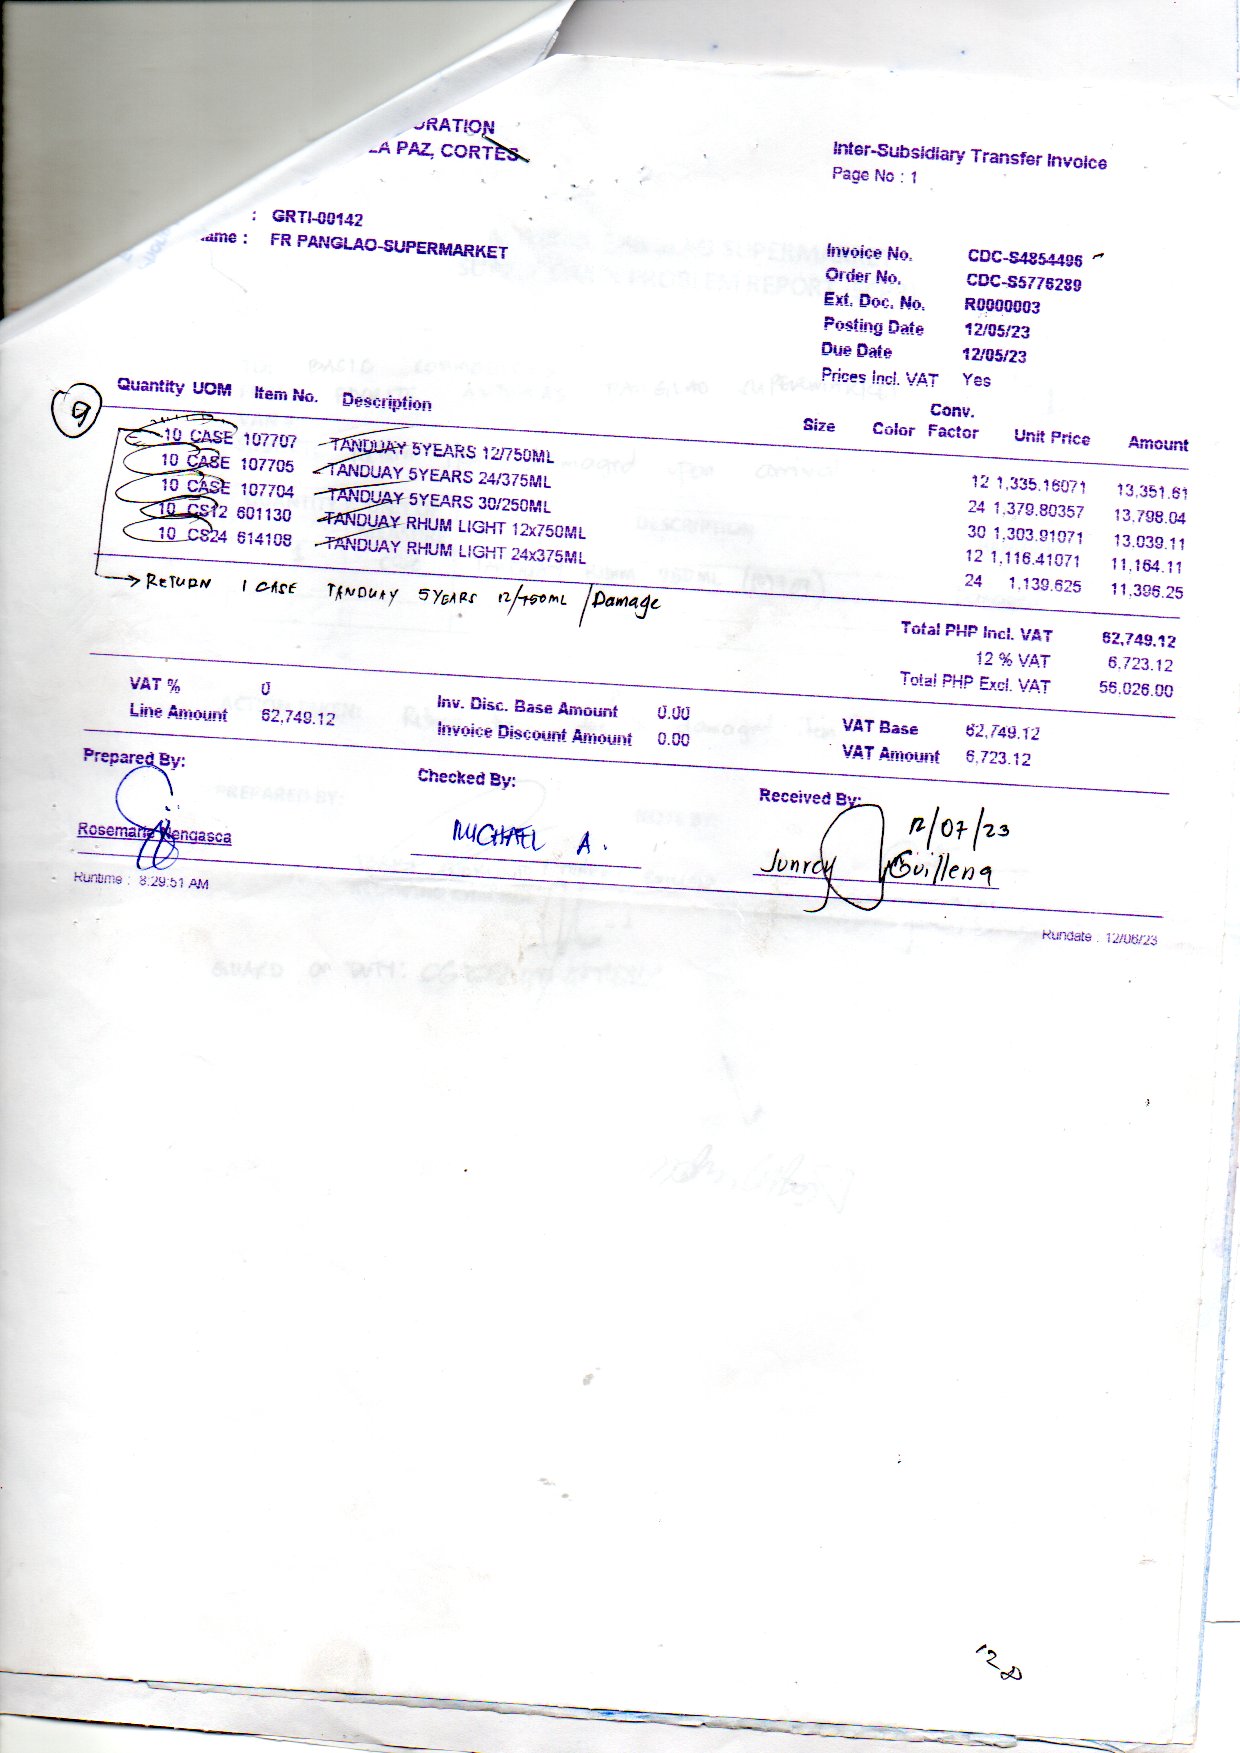 ORATION
LA PAZ, CORTES
Inter-Subsidiary Transfer Invoice
Page No : 1
: GRTI-00142
ame : FR PANGLAO-SUPERMARKET
Invoice No. CDC-S4854496
Order No. CDC-S5776289
Ext. Doc. No. R0000003
Posting Date 12/05/23
Due Date 12/05/23
Prices Incl. VAT Yes
9
Quantity UOM Item No. Description Size Color Conv. Factor Unit Price Amount
10 CASE 107707 TANDUAY 5YEARS 12/750ML 12 1,335.16071 13,351.61
10 CASE 107705 TANDUAY 5YEARS 24/375ML 24 1,379.80357 13,798.04
10 CASE 107704 TANDUAY 5YEARS 30/250ML 30 1,303.91071 13,039.11
10 CS12 601130 TANDUAY RHUM LIGHT 12x750ML 12 1,116.41071 11,164.11
10 CS24 614108 TANDUAY RHUM LIGHT 24x375ML 24 1,139.625 11,396.25
RETURN 1 CASE TANDUAY 5YEARS 12/750ML / Damage
Total PHP Incl. VAT 62,749.12
12 % VAT 6,723.12
Total PHP Excl. VAT 56,026.00
VAT % 0
Line Amount 62,749.12
Inv. Disc. Base Amount 0.00
Invoice Discount Amount 0.00
VAT Base 62,749.12
VAT Amount 6,723.12
Prepared By:
Rosemarie Mengasca
Checked By:
MICHAEL A.
Received By:
12/07/23
Junrey Guillena
Runtime : 8:29:51 AM
Rundate : 12/06/23